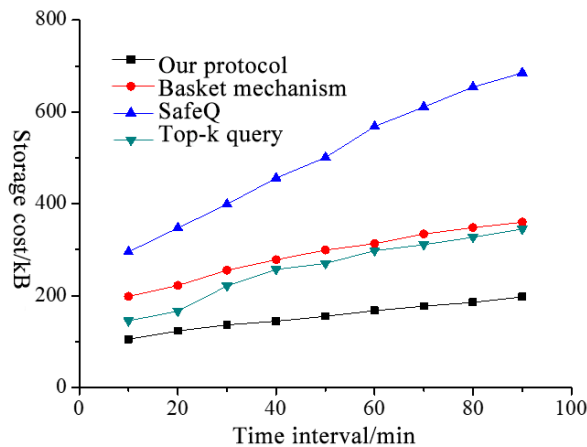 800
600
400
200
0
Our protocol
Basket mechanism
SafeQ
Top-k query
Storage cost/kB
0
20
40
60
80
100
Time interval/min